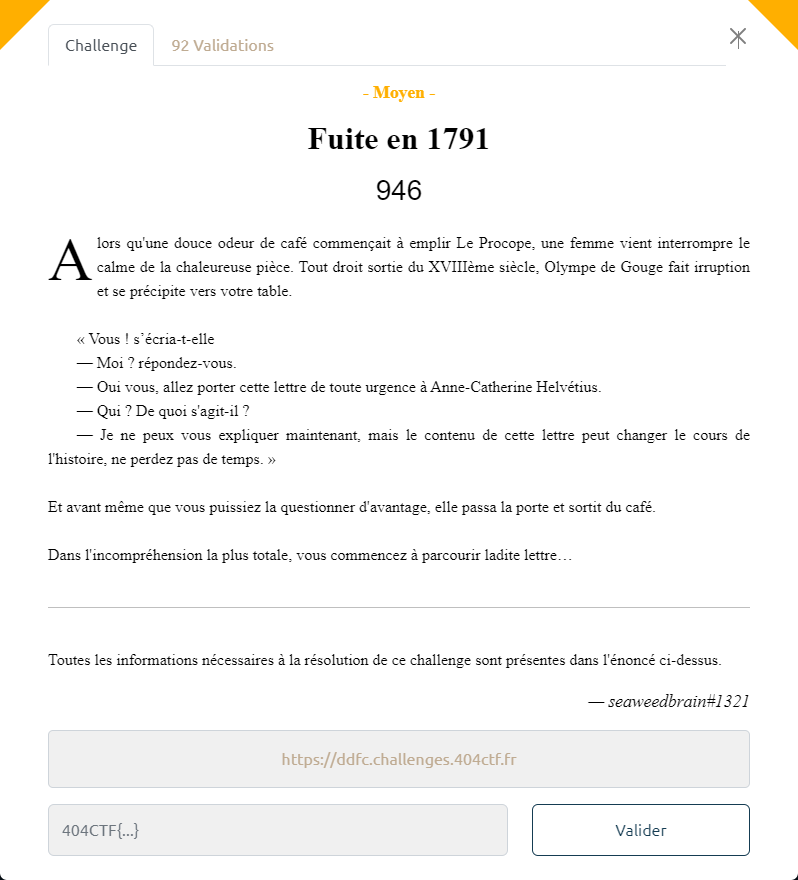 Challenge
92 Validations
- Moyen -
Fuite en 1791
946
Alors qu'une douce odeur de café commençait à emplir Le Procope, une femme vient interrompre le
calme de la chaleureuse pièce. Tout droit sortie du XVIIIème siècle, Olympe de Gouge fait irruption
et se précipite vers votre table.
« Vous ! s’écria-t-elle
— Moi ? répondez-vous.
— Oui vous, allez porter cette lettre de toute urgence à Anne-Catherine Helvétius.
— Qui ? De quoi s'agit-il ?
— Je ne peux vous expliquer maintenant, mais le contenu de cette lettre peut changer le cours de
l'histoire, ne perdez pas de temps. »
Et avant même que vous puissiez la questionner d'avantage, elle passa la porte et sortit du café.
Dans l'incompréhension la plus totale, vous commencez à parcourir ladite lettre…
Toutes les informations nécessaires à la résolution de ce challenge sont présentes dans l'énoncé ci-dessus.
— seaweedbrain#1321
https://ddfc.challenges.404ctf.fr
404CTF{...}
Valider